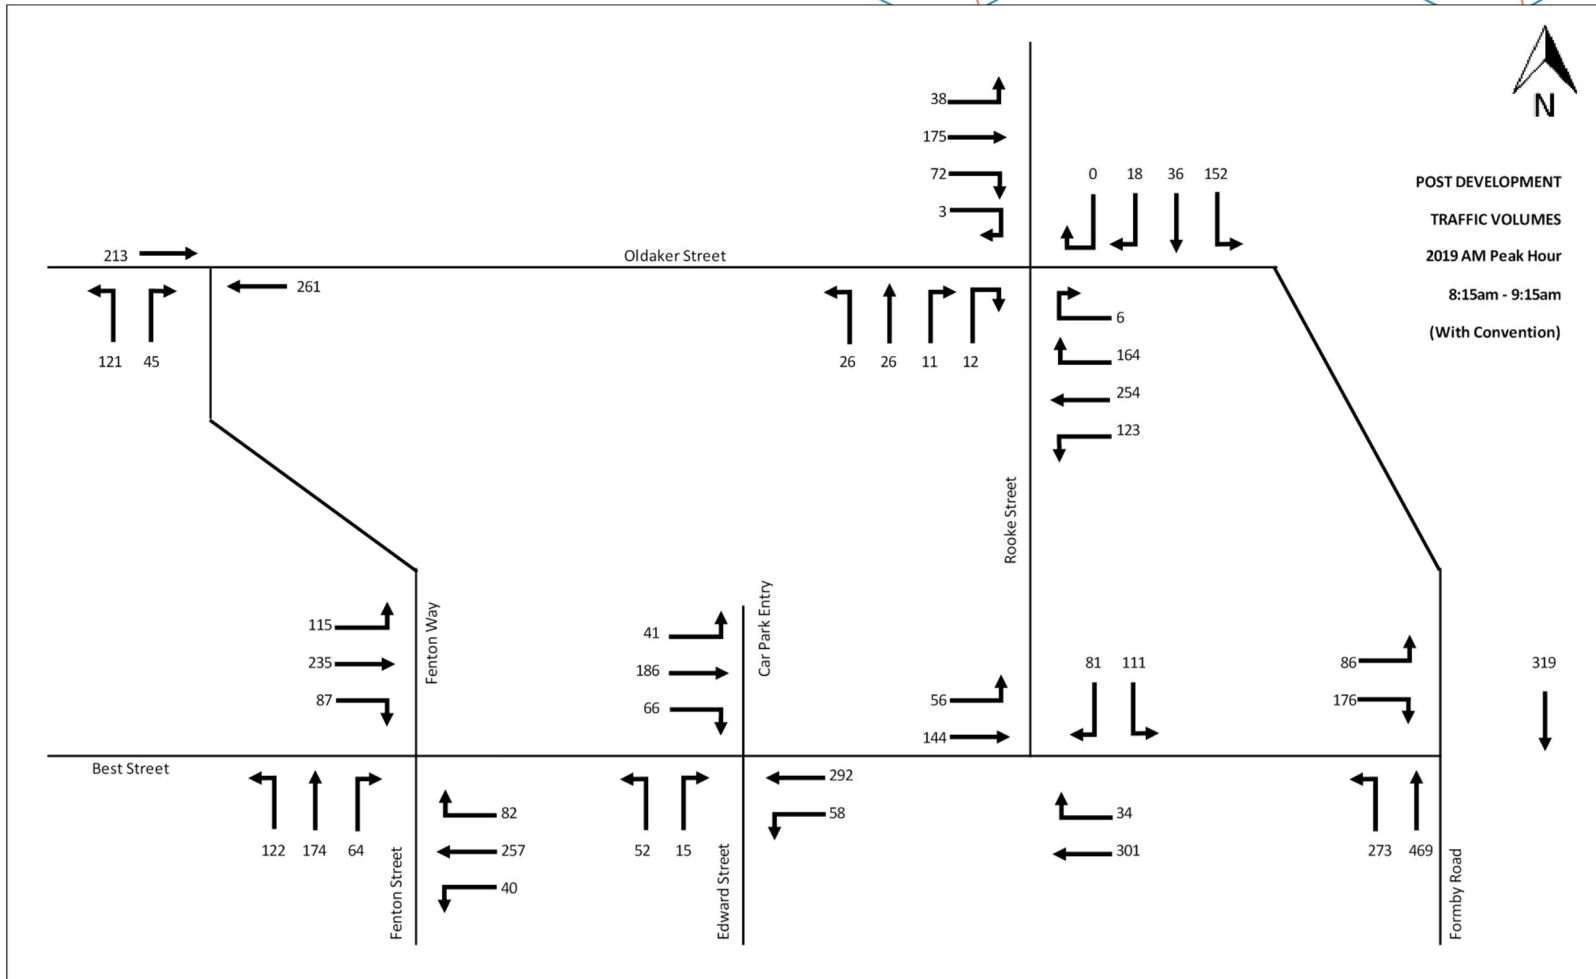 N
POST DEVELOPMENT
TRAFFIC VOLUMES
2019 AM Peak Hour
8:15am - 9:15am
(With Convention)
38
175
72
3
0 18 36 152
213
Oldaker Street
261
121 45
26 26 11 12
6
164
254
123
Rooke Street
115
235
87
Fenton Way
41
186
66
Car Park Entry
56
144
81 111
86
176
319
Best Street
122 174 64
82
257
40
Fenton Street
52 15
292
58
Edward Street
34
301
273 469
Formby Road